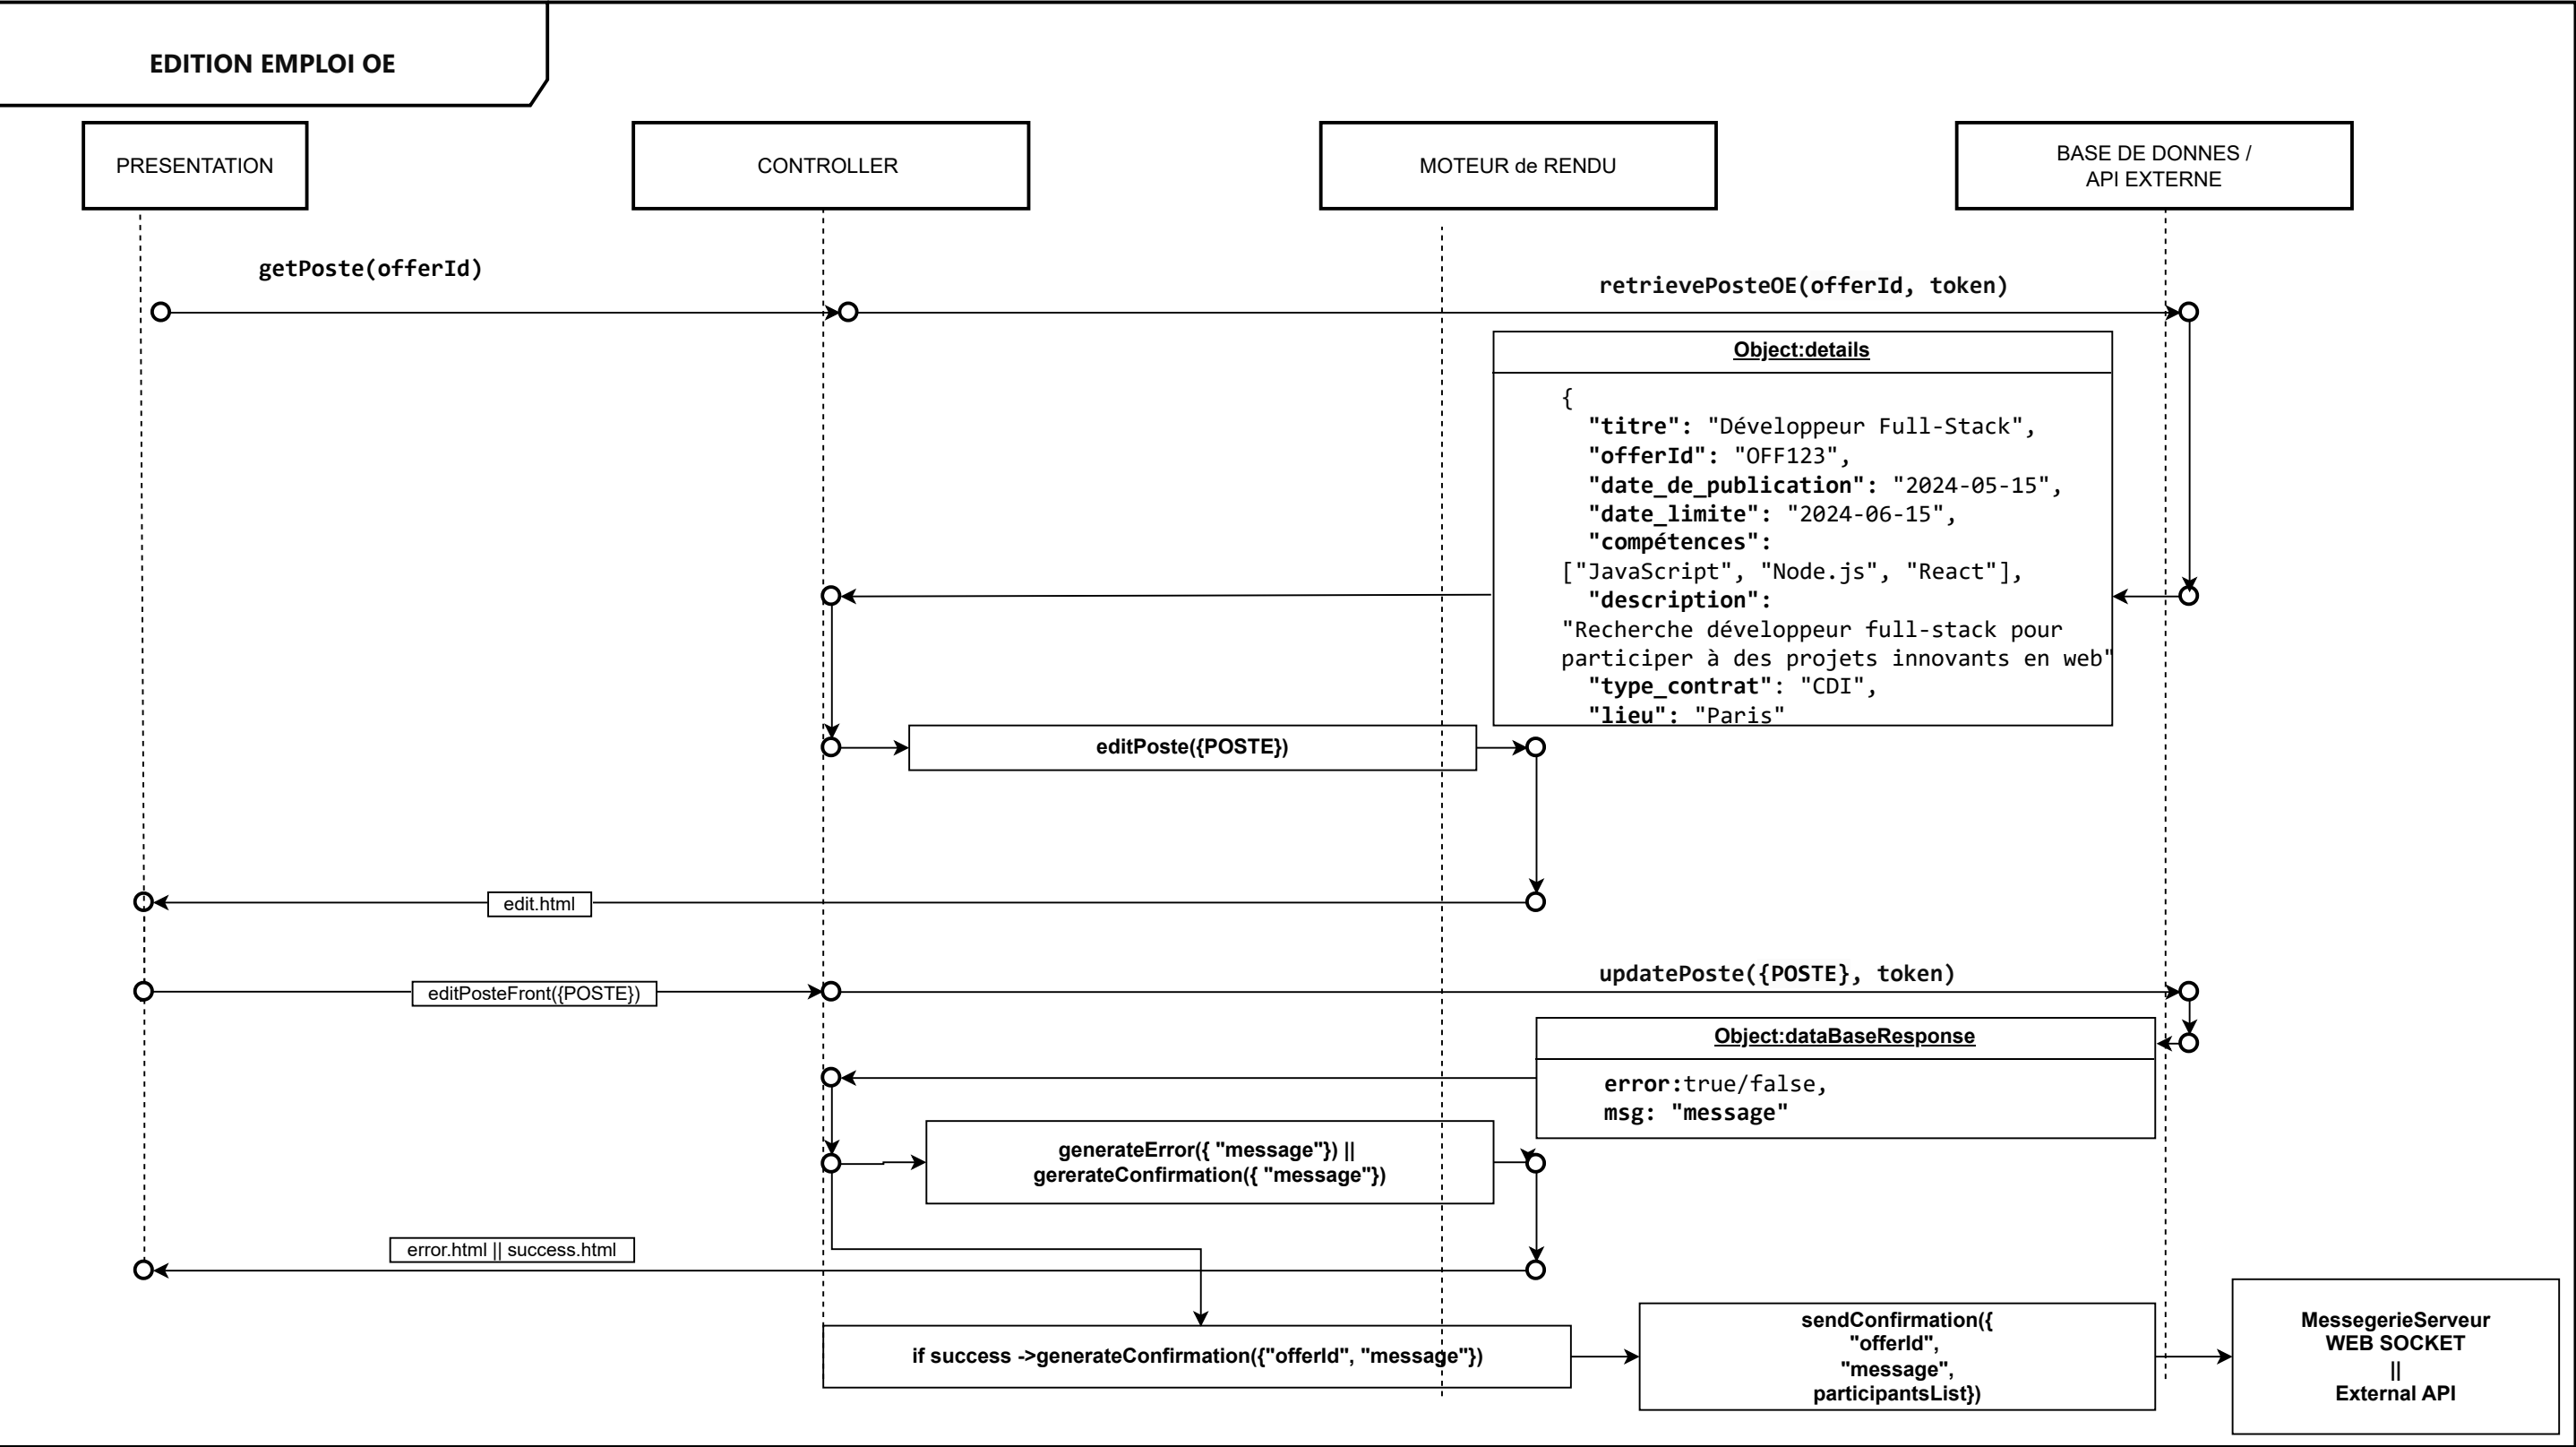 EDITION EMPLOI OE
PRESENTATION
CONTROLLER
MOTEUR de RENDU
BASE DE DONNES /
API EXTERNE
getPoste(offerId)
retrievePosteOE(offerId, token)
Object:details
{
"titre": "Développeur Full-Stack",
"offerId": "OFF123",
"date_de_publication": "2024-05-15",
"date_limite": "2024-06-15",
"compétences":
["JavaScript", "Node.js", "React"],
"description":
"Recherche développeur full-stack pour
participer à des projets innovants en web"
"type_contrat": "CDI",
"lieu": "Paris"
editPoste({POSTE})
edit.html
editPosteFront({POSTE})
updatePoste({POSTE}, token)
Object:dataBaseResponse
error:true/false,
msg: "message"
generateError({ "message"}) ||
gererateConfirmation({ "message"})
error.html || success.html
if success ->generateConfirmation({"offerId", "message"})
sendConfirmation({
"offerId",
"message",
participantsList})
MessegerieServeur
WEB SOCKET
||
External API